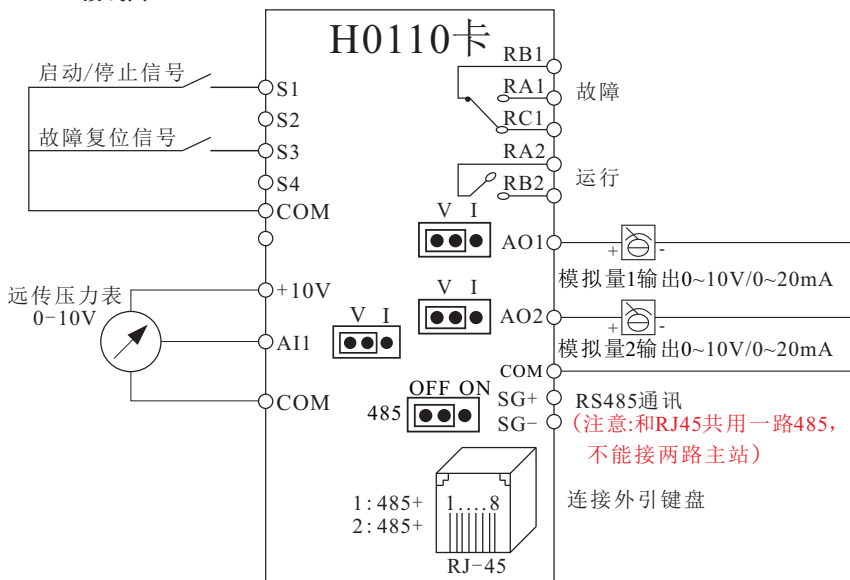 H0110卡
启动/停止信号
S1
S2
故障复位信号
S3
S4
COM
远传压力表
0-10V
+10V
AI1
COM
RB1
RA1
故障
RC1
RA2
运行
RB2
V I
AO1
模拟量1输出0~10V/0~20mA
V I
AO2
模拟量2输出0~10V/0~20mA
V I
COM
OFF ON
485
SG+
SG-
RS485通讯
(注意:和RJ45共用一路485,
不能接两路主站)
1:485+
2:485+
1....8
RJ-45
连接外引键盘
+ -
+ -